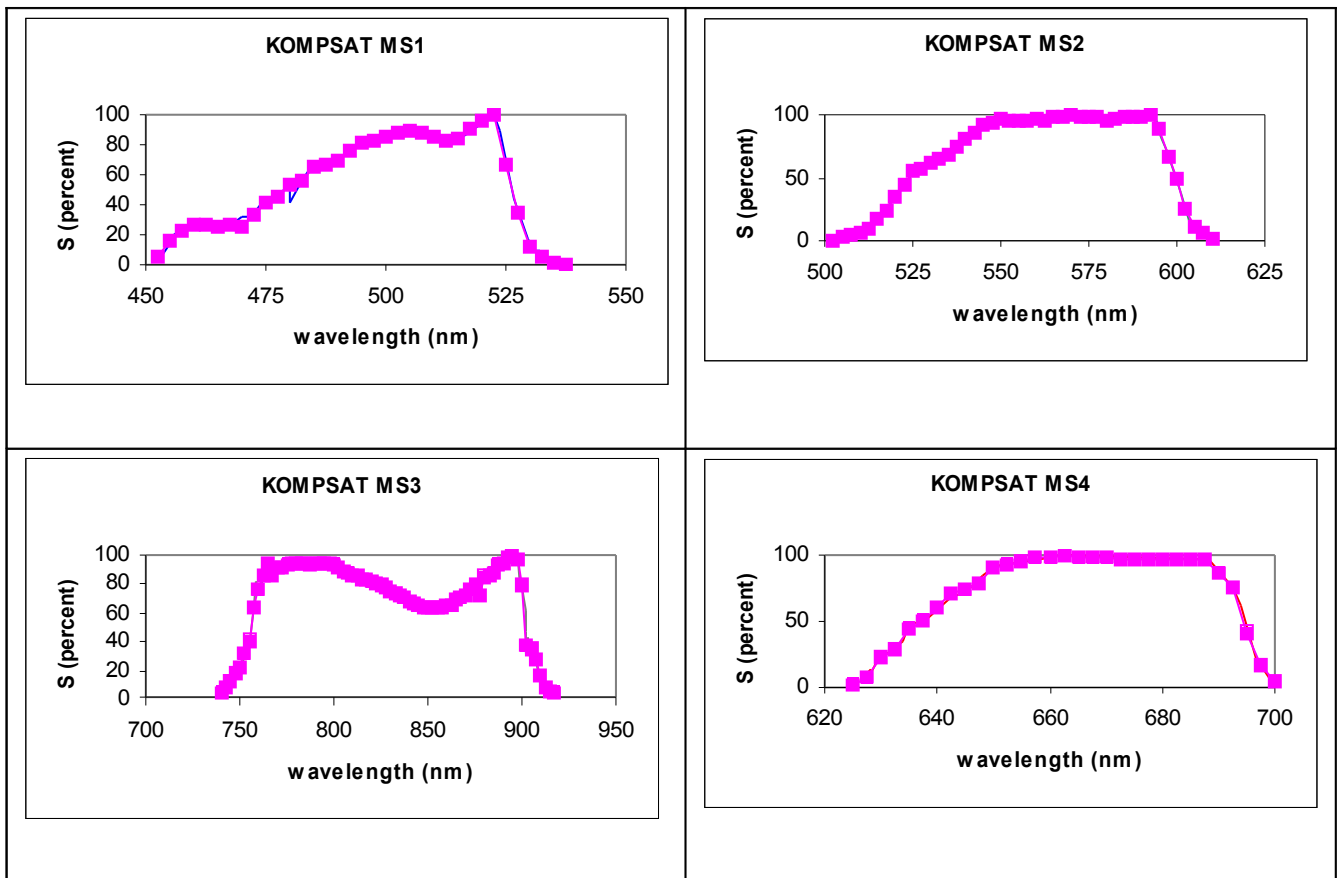 KOMPSAT MS1
100
80
60
40
20
0
S (percent)
450 475 500 525 550
wavelength (nm)
KOMPSAT MS2
100
50
0
S (percent)
500 525 550 575 600 625
wavelength (nm)
KOMPSAT MS3
100
80
60
40
20
0
S (percent)
700 750 800 850 900 950
wavelength (nm)
KOMPSAT MS4
100
50
0
S (percent)
620 640 660 680 700
wavelength (nm)